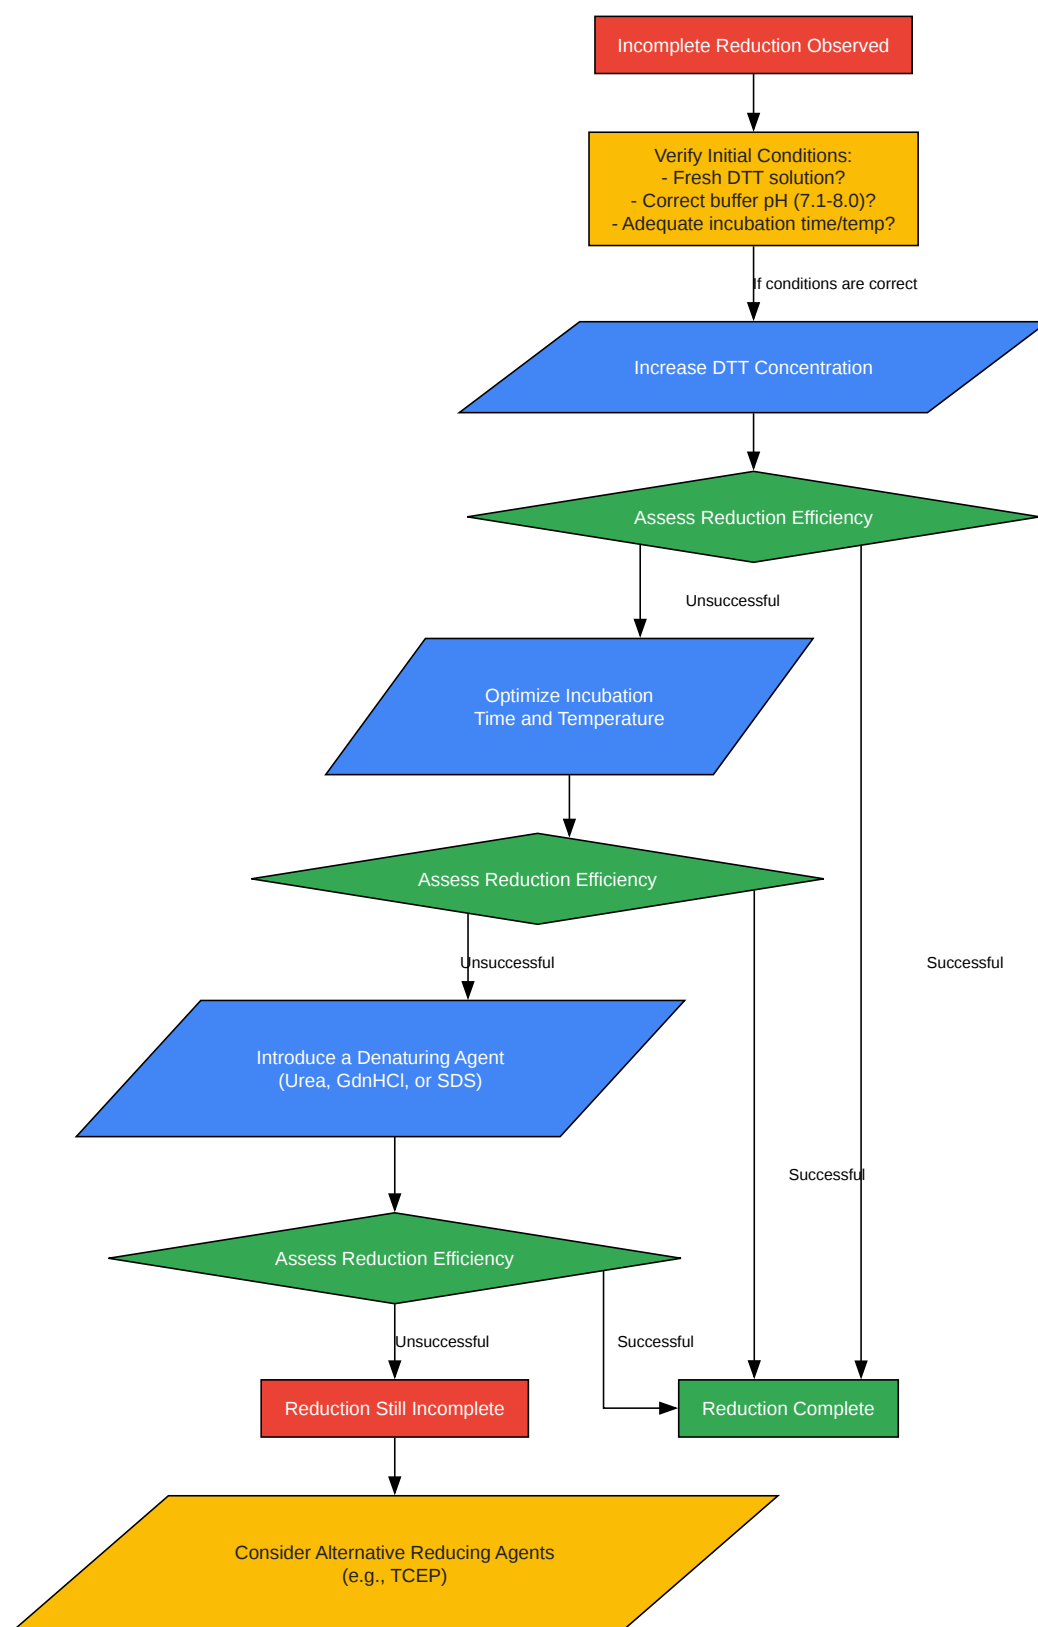 Incomplete Reduction Observed
Verify Initial Conditions:
- Fresh DTT solution?
- Correct buffer pH (7.1-8.0)?
- Adequate incubation time/temp?
If conditions are correct
Increase DTT Concentration
Assess Reduction Efficiency
Unsuccessful
Optimize Incubation
Time and Temperature
Assess Reduction Efficiency
Unsuccessful
Successful
Introduce a Denaturing Agent
(Urea, GdnHCl, or SDS)
Successful
Assess Reduction Efficiency
Unsuccessful
Successful
Reduction Still Incomplete
Reduction Complete
Consider Alternative Reducing Agents
(e.g., TCEP)